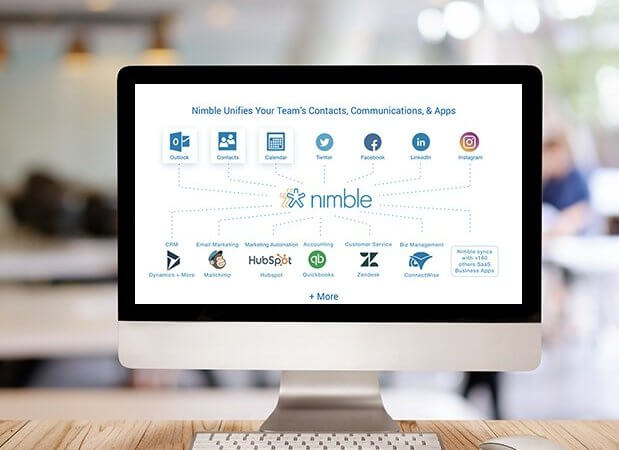 Nimble Unifies Your Team's Contacts, Communications, & Apps
Outlook
Contacts
Calendar
Twitter
Facebook
LinkedIn
Instagram
nimble
CRM
Email Marketing
Marketing Automation
Accounting
Customer Service
Biz Management
HubSpot
qb
Dynamics + More
Mailchimp
Hubspot
Quickbooks
Zendesk
ConnectWise
Nimble syncs
with +160
others SaaS
Business Apps
+ More